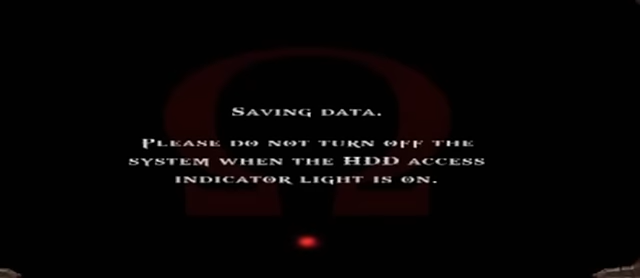 Saving data.
Please do not turn off the
system when the HDD access
indicator light is on.